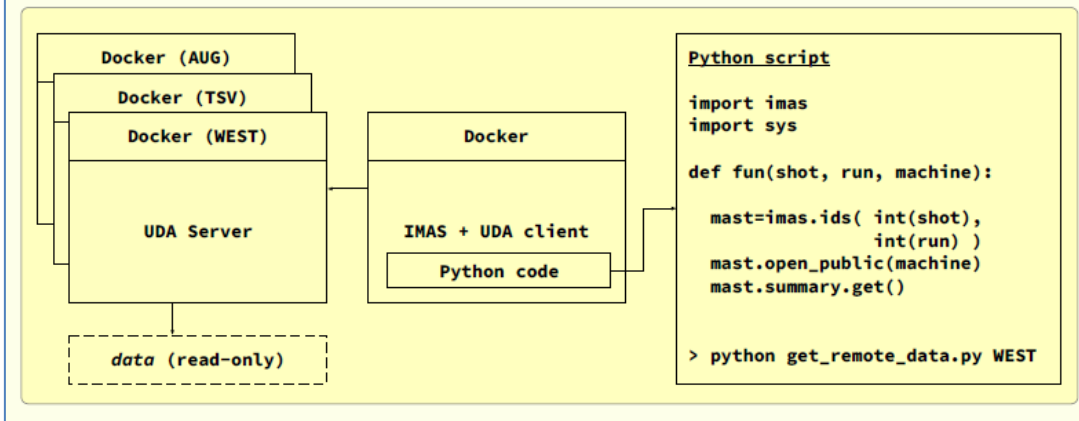 Docker (AUG)
Docker (TSV)
Docker (WEST)
UDA Server
data (read-only)
Docker
IMAS + UDA client
Python code
Python script
import imas
import sys
def fun(shot, run, machine):
mast=imas.ids( int(shot),
int(run) )
mast.open_public(machine)
mast.summary.get()
> python get_remote_data.py WEST